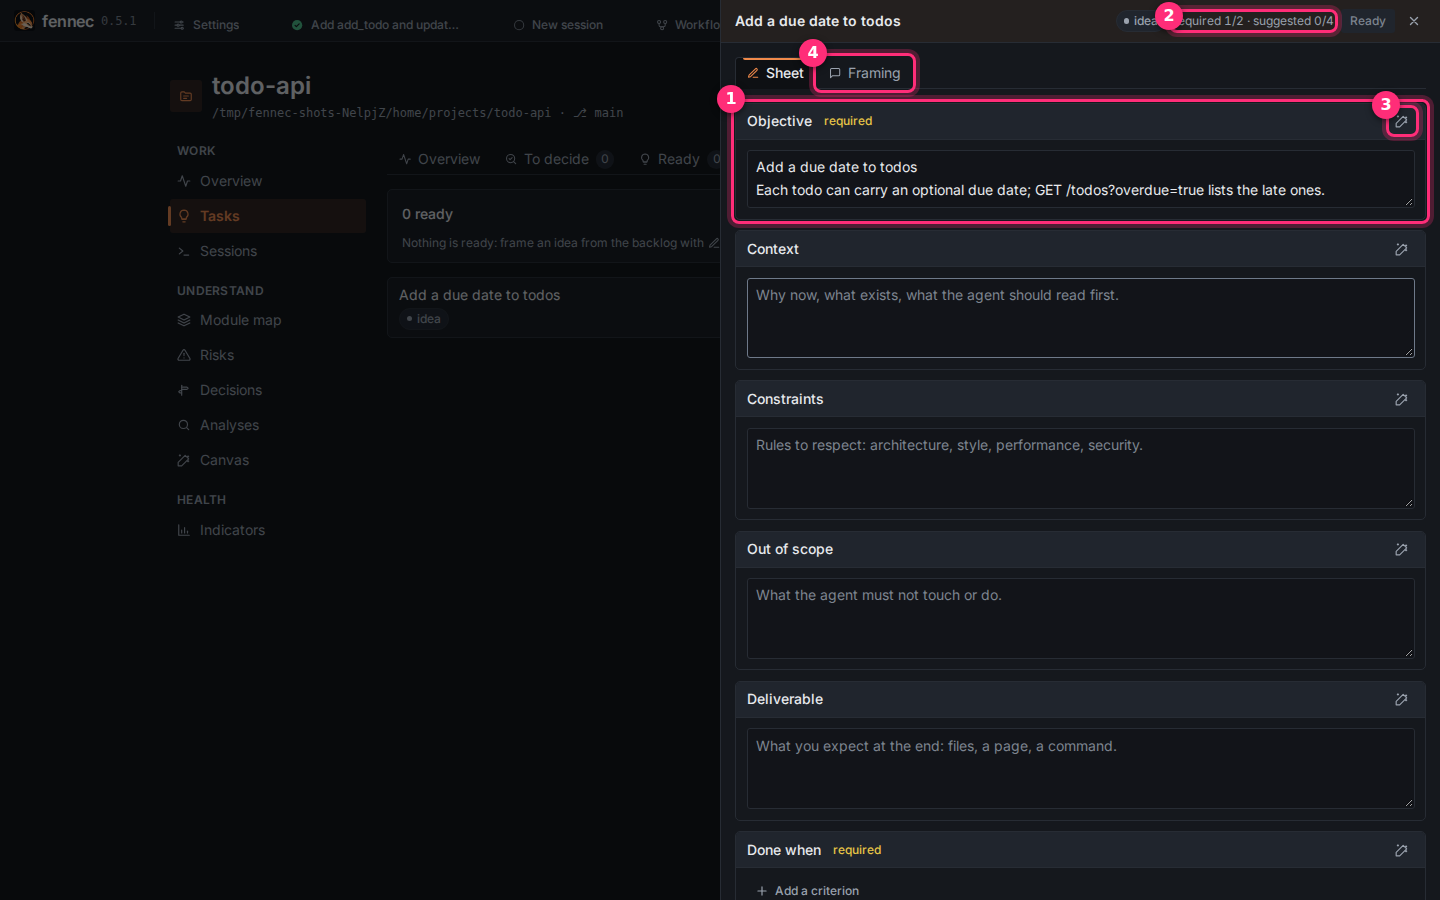 fennec 0.5.1
Settings
Add add_todo and updat...
New session
Workflo
todo-api
/tmp/fennec-shots-NelpjZ/home/projects/todo-api · main
WORK
Overview
Tasks
Sessions
UNDERSTAND
Module map
Risks
Decisions
Analyses
Canvas
HEALTH
Indicators
Overview
To decide 0
Ready 0
0 ready
Nothing is ready: frame an idea from the backlog with
Add a due date to todos
idea
Add a due date to todos
idea
2
equired 1/2 · suggested 0/4
Ready
Sheet
4
Framing
1
Objective required
3
Add a due date to todos
Each todo can carry an optional due date; GET /todos?overdue=true lists the late ones.
Context
Why now, what exists, what the agent should read first.
Constraints
Rules to respect: architecture, style, performance, security.
Out of scope
What the agent must not touch or do.
Deliverable
What you expect at the end: files, a page, a command.
Done when required
+ Add a criterion